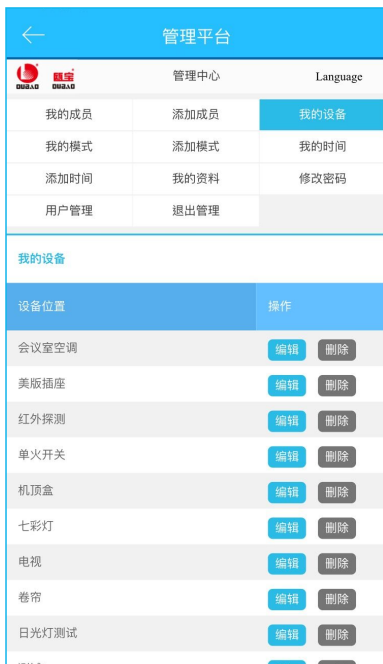 管理平台
OUBAO 瓯宝 OUBAO 管理中心 Language
我的成员 添加成员 我的设备
我的模式 添加模式 我的时间
添加时间 我的资料 修改密码
用户管理 退出管理
我的设备
设备位置 操作
会议室空调 编辑 删除
美版插座 编辑 删除
红外探测 编辑 删除
单火开关 编辑 删除
机顶盒 编辑 删除
七彩灯 编辑 删除
电视 编辑 删除
卷帘 编辑 删除
日光灯测试 编辑 删除